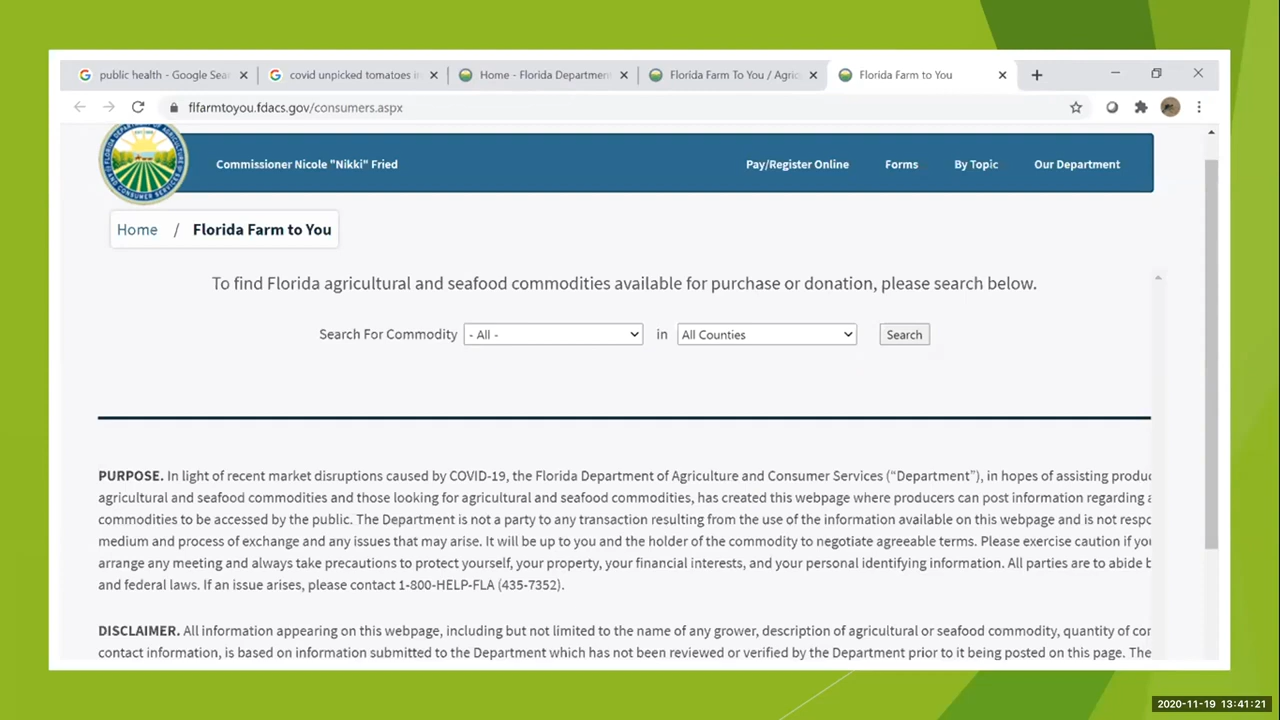 public health - Google Sea
covid unpicked tomatoes i
Home - Florida Department
Florida Farm To You / Agric
Florida Farm to You
flfarmtoyou.fdacs.gov/consumers.aspx
FLORIDA DEPARTMENT OF AGRICULTURE AND CONSUMER SERVICES
Commissioner Nicole "Nikki" Fried
Pay/Register Online
Forms
By Topic
Our Department
Home / Florida Farm to You
To find Florida agricultural and seafood commodities available for purchase or donation, please search below.
Search For Commodity - All - in All Counties Search
PURPOSE. In light of recent market disruptions caused by COVID-19, the Florida Department of Agriculture and Consumer Services (“Department”), in hopes of assisting produc
agricultural and seafood commodities and those looking for agricultural and seafood commodities, has created this webpage where producers can post information regarding a
commodities to be accessed by the public. The Department is not a party to any transaction resulting from the use of the information available on this webpage and is not respo
medium and process of exchange and any issues that may arise. It will be up to you and the holder of the commodity to negotiate agreeable terms. Please exercise caution if you
arrange any meeting and always take precautions to protect yourself, your property, your financial interests, and your personal identifying information. All parties are to abide b
and federal laws. If an issue arises, please contact 1-800-HELP-FLA (435-7352).
DISCLAIMER. All information appearing on this webpage, including but not limited to the name of any grower, description of agricultural or seafood commodity, quantity of con
contact information, is based on information submitted to the Department which has not been reviewed or verified by the Department prior to it being posted on this page. The
2020-11-19 13:41:21